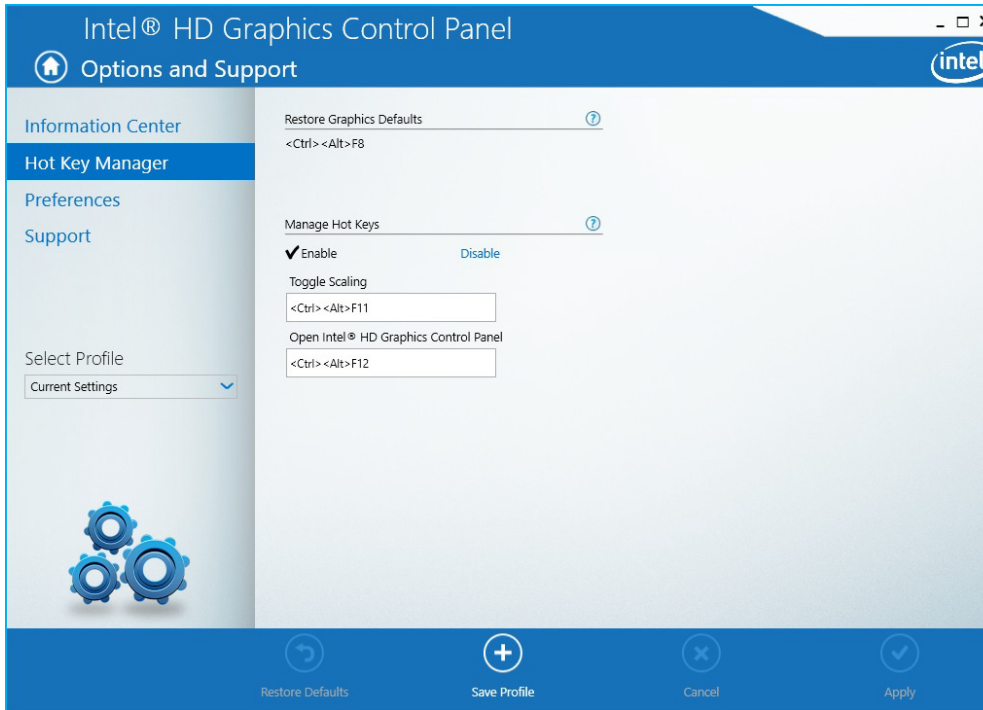 Intel® HD Graphics Control Panel
Options and Support
intel
Information Center
Hot Key Manager
Preferences
Support
Select Profile
Current Settings
Restore Graphics Defaults
<Ctrl><Alt>F8
Manage Hot Keys
Enable Disable
Toggle Scaling
<Ctrl><Alt>F11
Open Intel® HD Graphics Control Panel
<Ctrl><Alt>F12
Restore Defaults Save Profile Cancel Apply